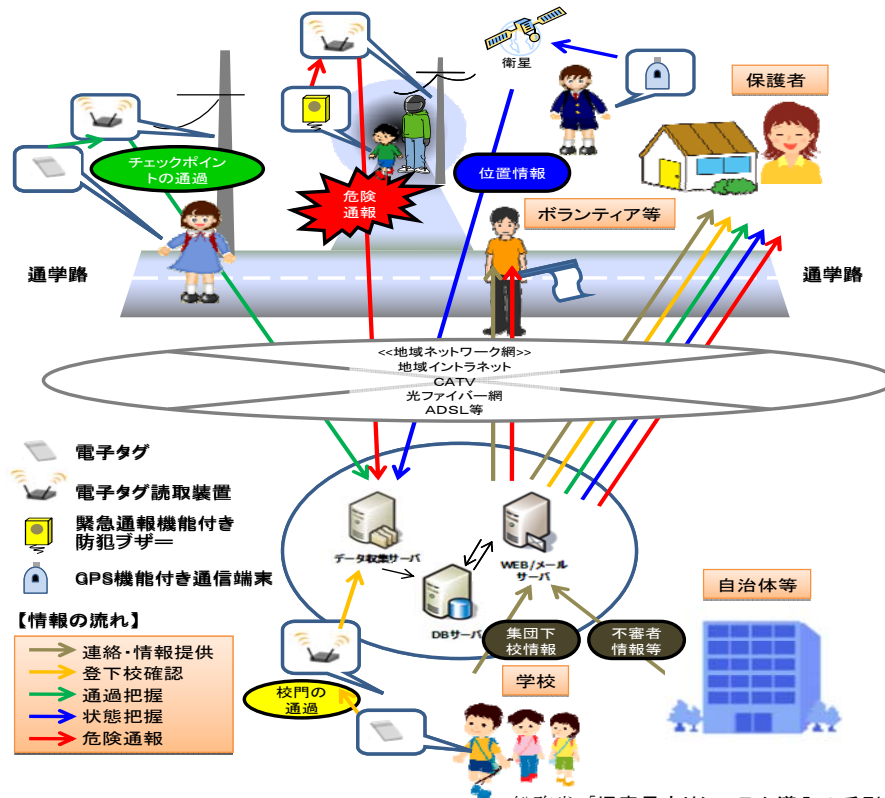 衛星
保護者
チェックポイン
トの通過
危険
通報
位置情報
ボランティア等
通学路
通学路
<<地域ネットワーク網>>
地域イントラネット
CATV
光ファイバー網
ADSL等
電子タグ
電子タグ読取装置
緊急通報機能付き
防犯ブザー
GPS機能付き通信端末
データ収集サーバ
WEB/メール
サーバ
DBサーバ
自治体等
【情報の流れ】
連絡・情報提供
登下校確認
通過把握
状態把握
危険通報
集団下
校情報
不審者
情報等
学校
校門の
通過